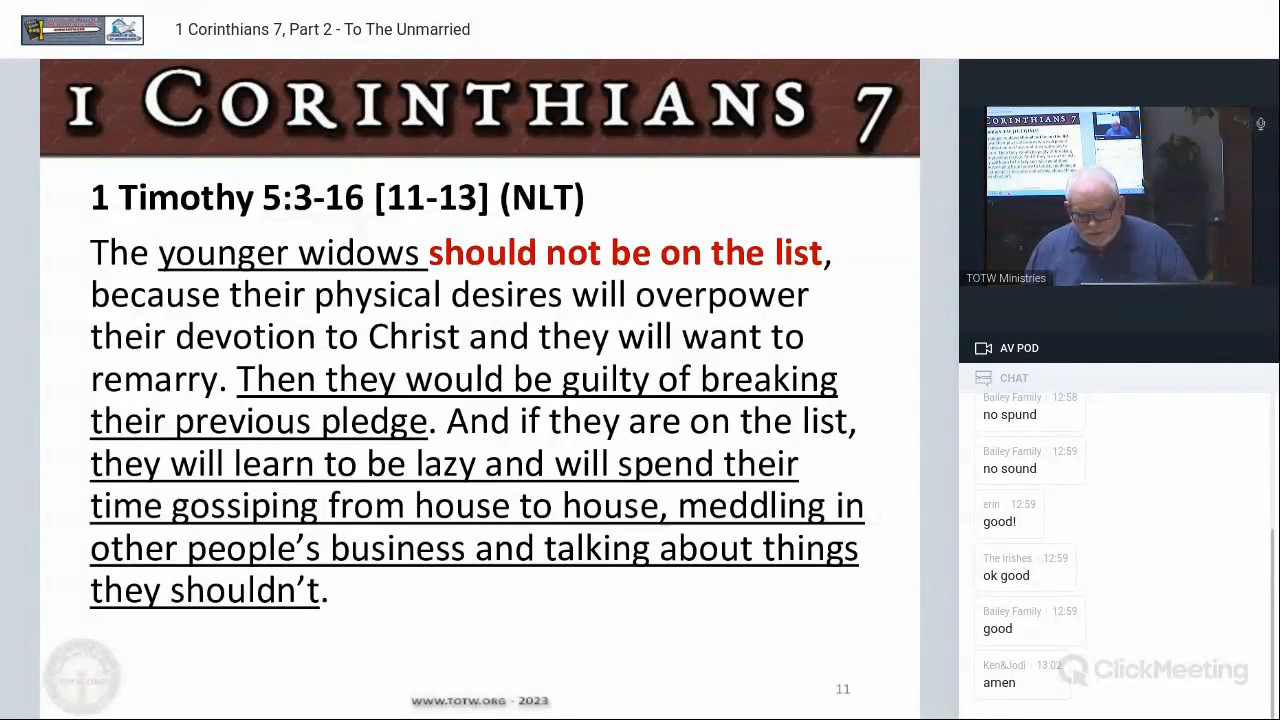 1 Corinthians 7, Part 2 - To The Unmarried
WWW.TOTW.ORG
1 CORINTHIANS 7
1 Timothy 5:3-16 [11-13] (NLT)
The younger widows should not be on the list,
because their physical desires will overpower
their devotion to Christ and they will want to
remarry. Then they would be guilty of breaking
their previous pledge. And if they are on the list,
they will learn to be lazy and will spend their
time gossiping from house to house, meddling in
other people’s business and talking about things
they shouldn’t.
WWW.TOTW.ORG - 2023
11
CORINTHIANS 7
TOTW Ministries
AV POD
CHAT
Bailey Family 12:58
no spund
Bailey Family 12:59
no sound
erin 12:59
good!
The Irishes 12:59
ok good
Bailey Family 12:59
good
Ken&Jodi 13:02
amen
ClickMeeting